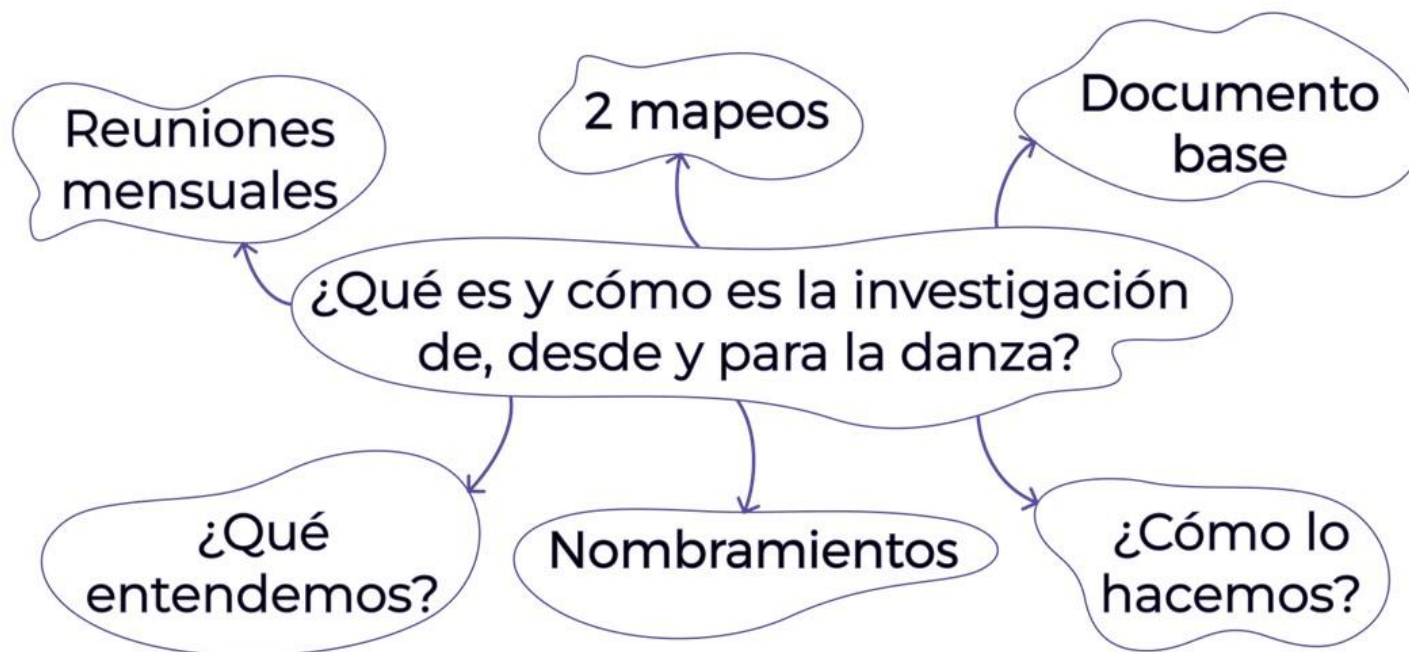 Reuniones
mensuales
2 mapeos
Documento
base
¿Qué es y cómo es la investigación
de, desde y para la danza?
¿Qué
entendemos?
Nombramientos
¿Cómo lo
hacemos?